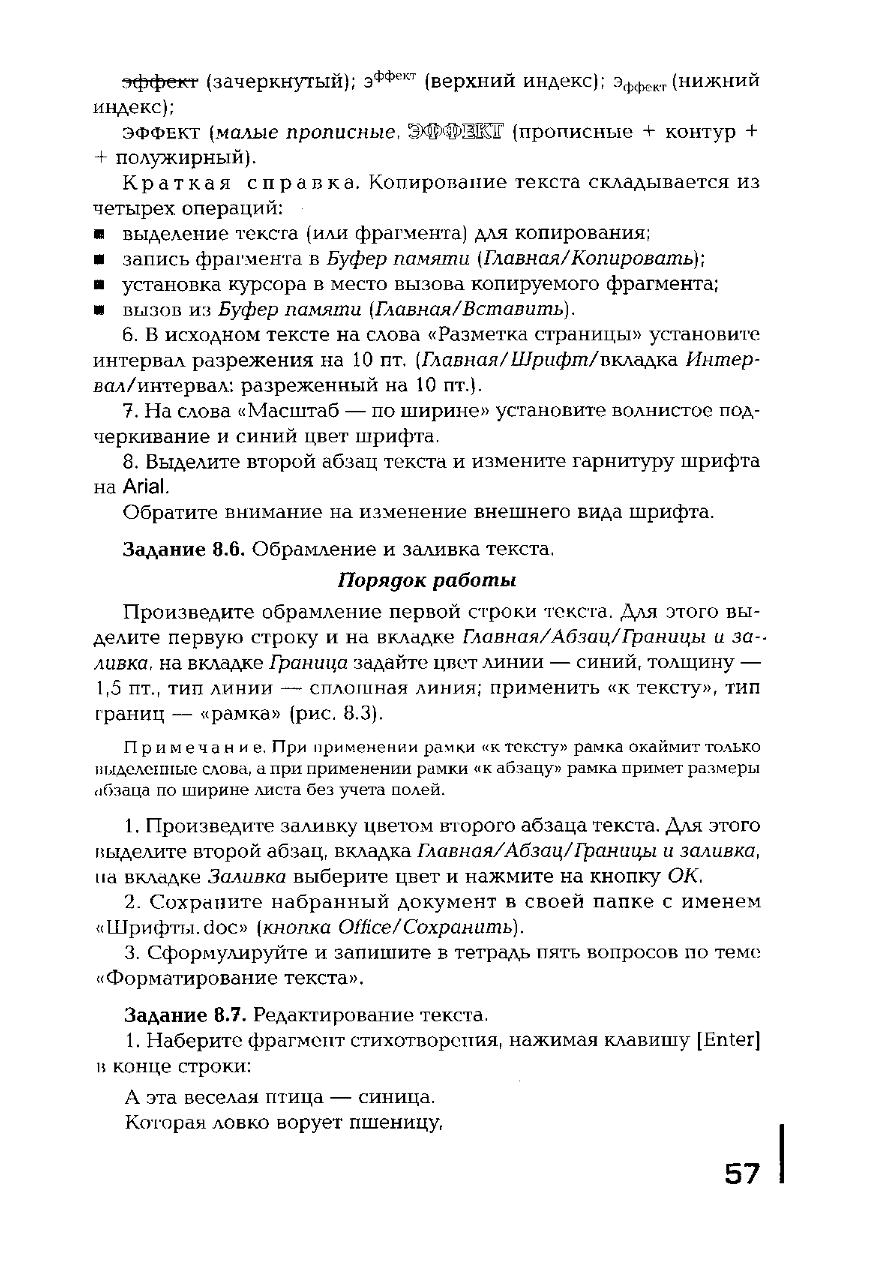 эффект (зачеркнутый); эффект (верхний индекс); эффект (нижний
индекс);
ЭФФЕКТ (малые прописные, ЭФФЕКТ (прописные + контур +
+ полужирный).
Краткая справка. Копирование текста складывается из
четырех операций:
■ выделение текста (или фрагмента) для копирования;
■ запись фрагмента в Буфер памяти (Главная/Копировать);
■ установка курсора в место вызова копируемого фрагмента;
■ вызов из Буфер памяти (Главная/Вставить).
6. В исходном тексте на слова «Разметка страницы» установите
интервал разрежения на 10 пт. (Главная/Шрифт/вкладка Интер-
вал/интервал: разреженный на 10 пт.).
7. На слова «Масштаб — по ширине» установите волнистое под-
черкивание и синий цвет шрифта.
8. Выделите второй абзац текста и измените гарнитуру шрифта
на Arial.
Обратите внимание на изменение внешнего вида шрифта.
Задание 8.6. Обрамление и заливка текста.
Порядок работы
Произведите обрамление первой строки текста. Для этого вы-
делите первую строку и на вкладке Главная/Абзац/Границы и за-
ливка, на вкладке Граница задайте цвет линии — синий, толщину —
1,5 пт., тип линии — сплошная линия; применить «к тексту», тип
границ — «рамка» (рис. 8.3).
Примечание. При применении рамки «к тексту» рамка окаймит только
выделенные слова, а при применении рамки «к абзацу» рамка примет размеры
абзаца по ширине листа без учета полей.
1. Произведите заливку цветом второго абзаца текста. Для этого
выделите второй абзац, вкладка Главная/Абзац/Границы и заливка,
на вкладке Заливка выберите цвет и нажмите на кнопку ОК.
2. Сохраните набранный документ в своей папке с именем
«Шрифты.doc» (кнопка Office/Сохранить).
3. Сформулируйте и запишите в тетрадь пять вопросов по теме
«Форматирование текста».
Задание 8.7. Редактирование текста.
1. Наберите фрагмент стихотворения, нажимая клавишу [Enter]
в конце строки:
А эта веселая птица — синица.
Которая ловко ворует пшеницу,
57